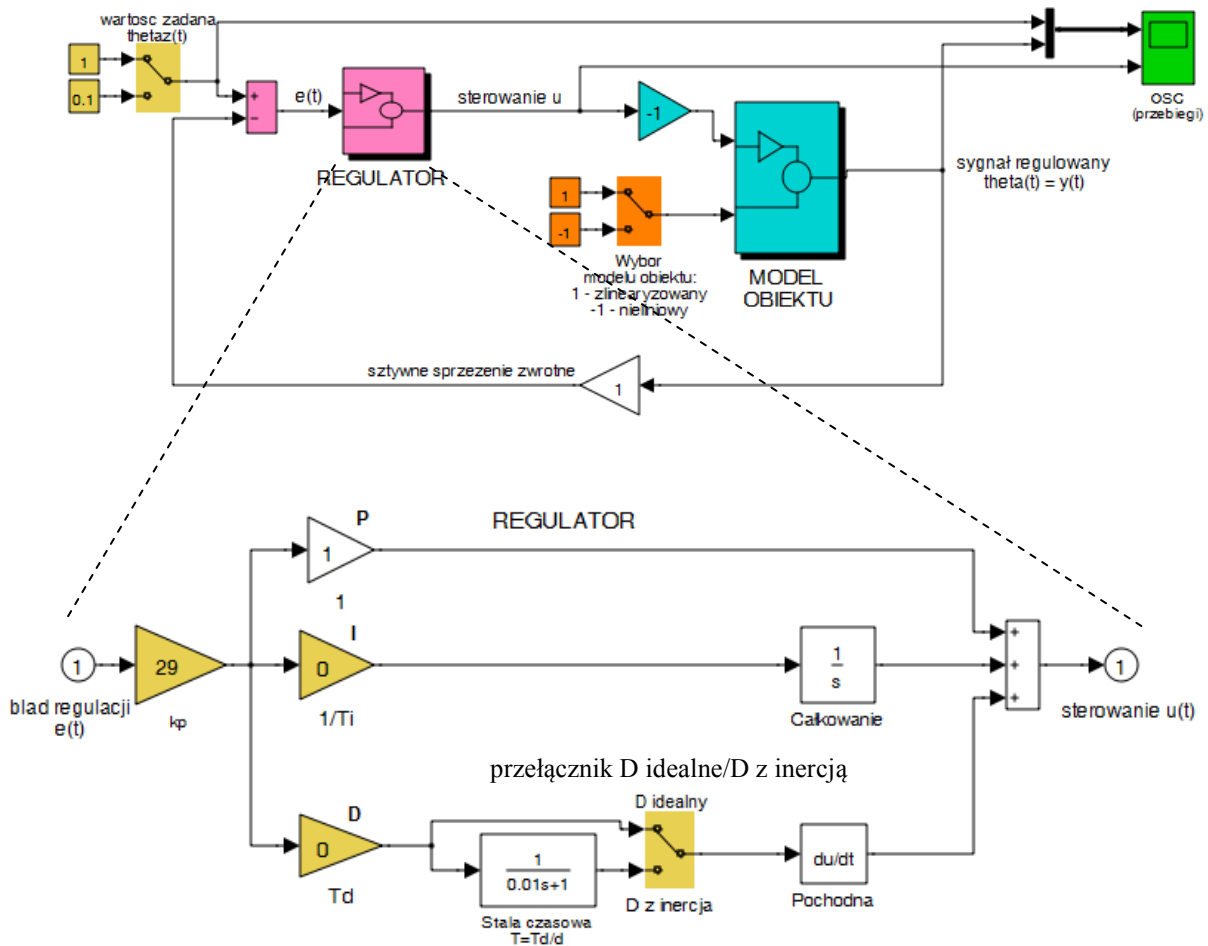 wartosc zadana
thetaz(t)
1
0.1
+
−
e(t)
REGULATOR
sterowanie u
-1
1
-1
Wybor
modelu obiektu:
1 - zlinearyzowany
-1 - nieliniowy
MODEL
OBIEKTU
OSC
(przebiegi)
sygnał regulowany
theta(t) = y(t)
sztywne sprzezenie zwrotne
1
REGULATOR
P
1
1
1
blad regulacji
e(t)
29
kp
I
0
1/Ti
1
s
Całkowanie
+
+
+
1
sterowanie u(t)
przełącznik D idealne/D z inercją
D
0
Td
1
0.01s+1
Stala czasowa
T=Td/d
D idealny
D z inercja
du/dt
Pochodna